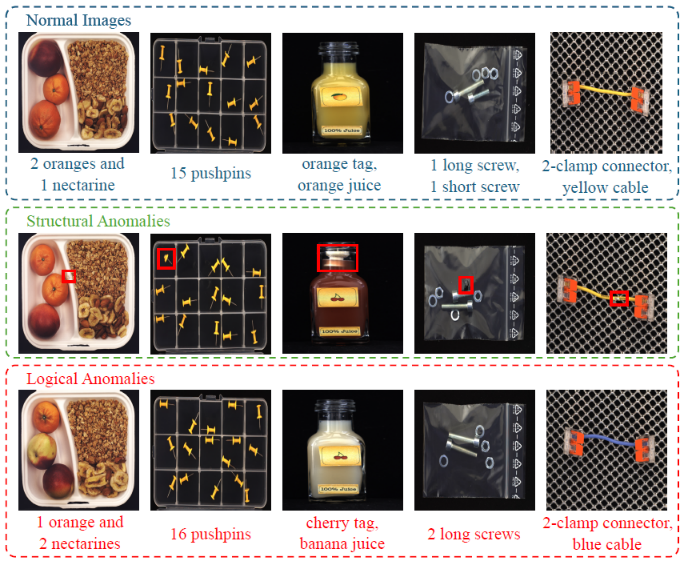 Normal Images
2 oranges and
1 nectarine
15 pushpins
100% Juice
orange tag,
orange juice
1 long screw,
1 short screw
2-clamp connector,
yellow cable
Structural Anomalies
100% Juice
Logical Anomalies
1 orange and
2 nectarines
16 pushpins
100% Juice
cherry tag,
banana juice
2 long screws
2-clamp connector,
blue cable